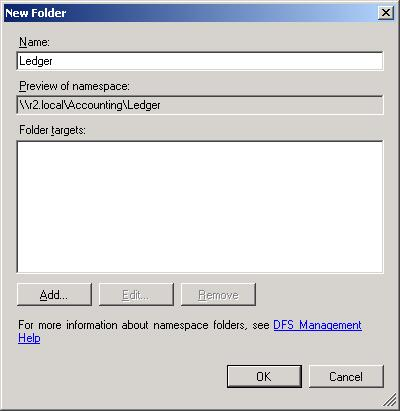 New Folder
Name:
Ledger
Preview of namespace:
\\r2.local\Accounting\Ledger
Folder targets:
Add...
Edit...
Remove
For more information about namespace folders, see DFS Management
Help
OK
Cancel